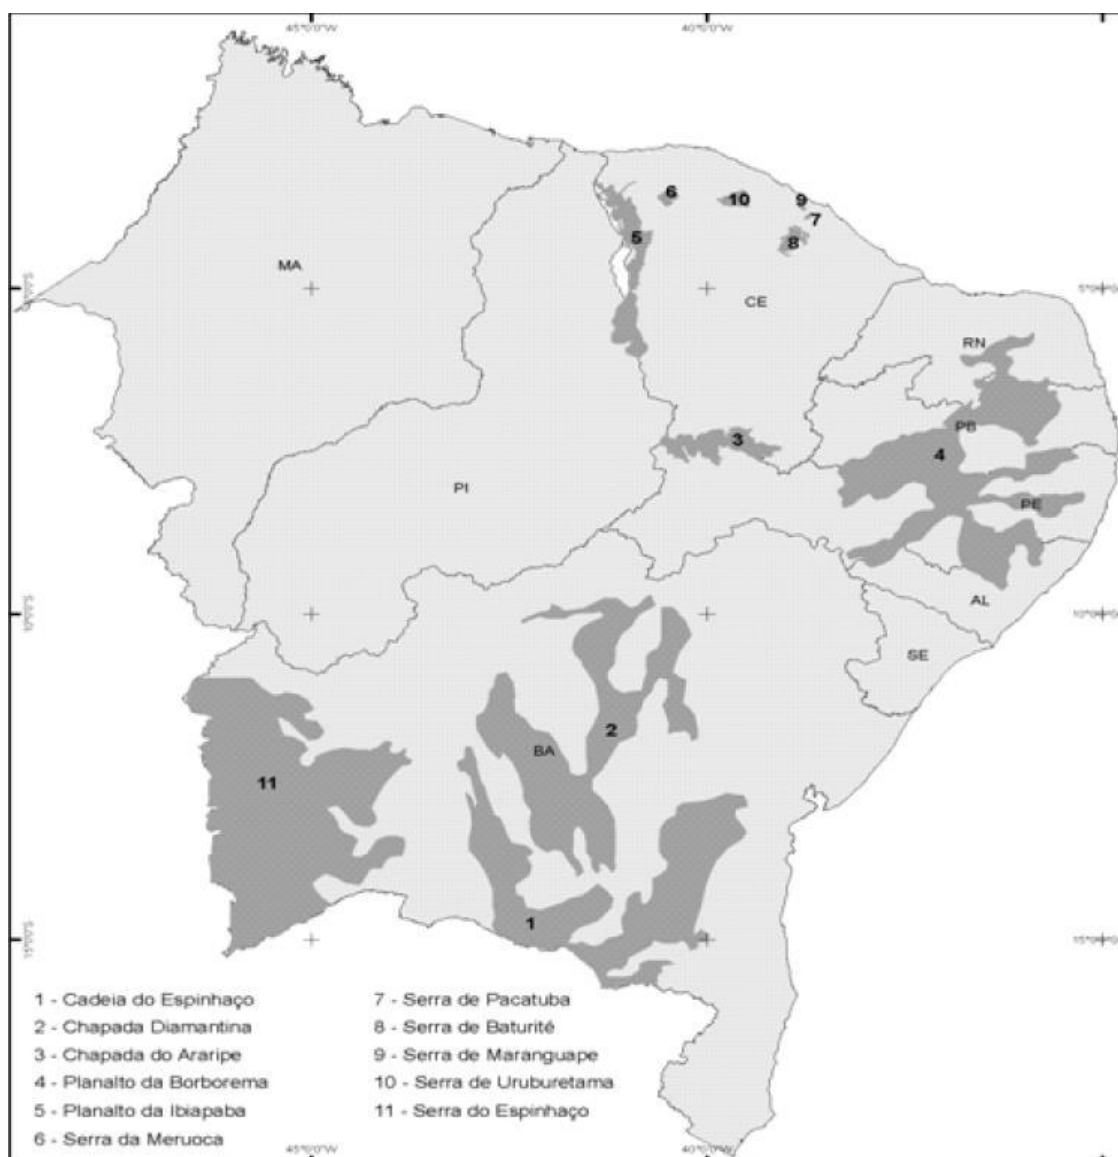 45°0'0"W 40°0'0"W
6 10 9
7
5 8
MA
CE
5°0'0"S
RN
3 PB
4
PI
PE
AL
10°0'0"S
SE
2
BA
11
1
15°0'0"S 15°0'0"S
1 - Cadeia do Espinhaço
2 - Chapada Diamantina
3 - Chapada do Araripe
4 - Planalto da Borborema
5 - Planalto da Ibiapaba
6 - Serra da Meruoca
7 - Serra de Pacatuba
8 - Serra de Baturité
9 - Serra de Maranguape
10 - Serra de Uruburetama
11 - Serra do Espinhaço
45°0'0"W 40°0'0"W